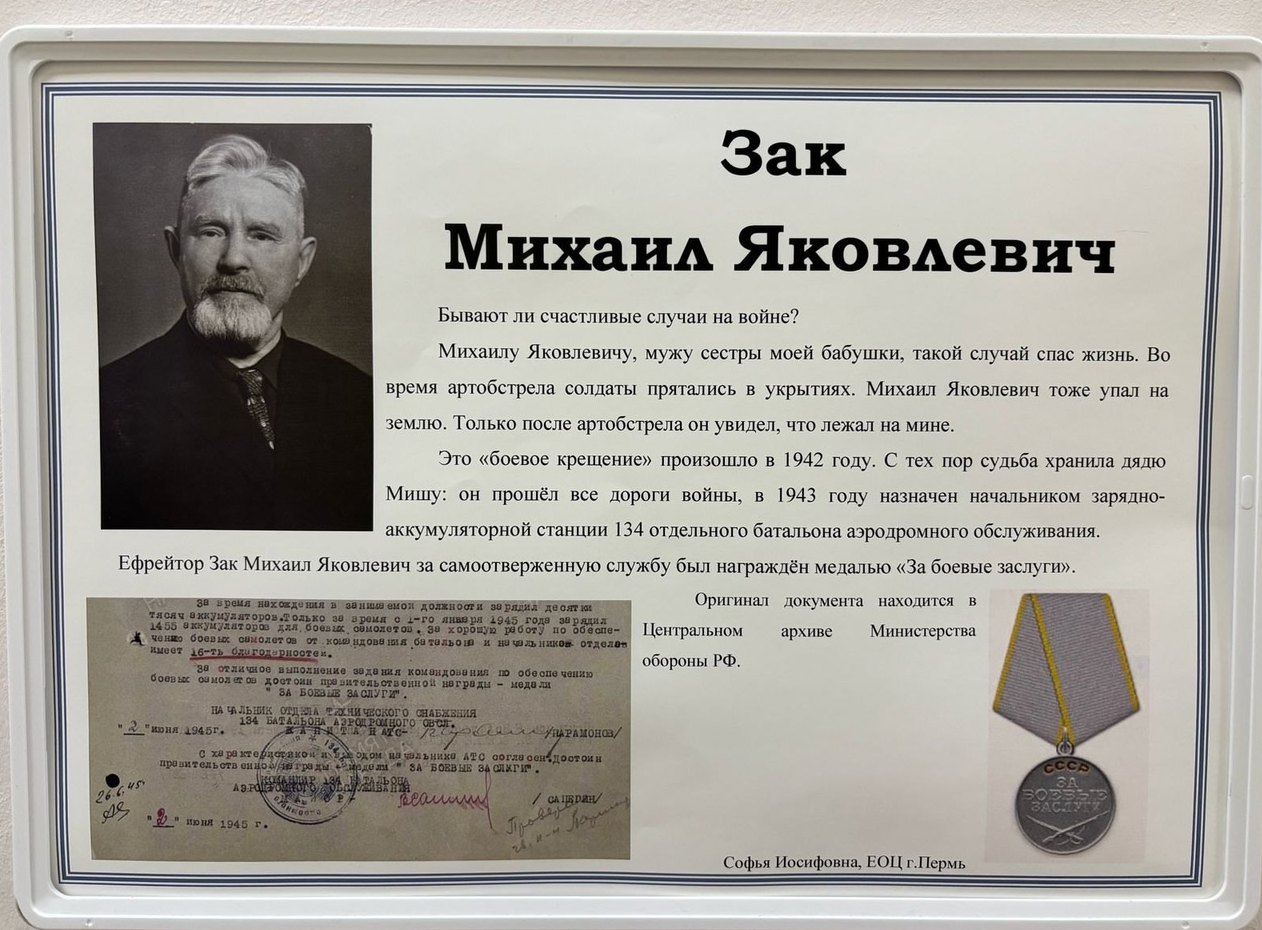 Зак
Михаил Яковлевич
Бывают ли счастливые случаи на войне?
Михаилу Яковлевичу, мужу сестры моей бабушки, такой случай спас жизнь. Во
время артобстрела солдаты прятались в укрытиях. Михаил Яковлевич тоже упал на
землю. Только после артобстрела он увидел, что лежал на мине.
Это «боевое крещение» произошло в 1942 году. С тех пор судьба хранила дядю
Мишу: он прошёл все дороги войны, в 1943 году назначен начальником зарядно-
аккумуляторной станции 134 отдельного батальона аэродромного обслуживания.
Ефрейтор Зак Михаил Яковлевич за самоотверженную службу был награждён медалью «За боевые заслуги».
За время нахождения в занимаемой должности зарядил десятки
тысяч аккумуляторов.Только за время с 1-го января 1945 года зарядил
1455 аккумуляторов для боевых самолетов. За хорошую работу по обеспе-
чению боевых самолетов от командования батальона и начальников отделов
имеет 16-ть благодарностей.
За отличное выполнение задания командования по обеспечению
боевых самолетов достоин правительственной награды - медали
" ЗА БОЕВЫЕ ЗАСЛУГИ".
НАЧАЛЬНИК ОТДЕЛА ТЕХНИЧЕСКОГО СНАБЖЕНИЯ
134 БАТАЛЬОНА АЭРОДРОМНОГО ОБСЛ.
КАПИТАН АТС- /ПАРАМОНОВ/
"2" июня 1945г.
С характеристикой и выводом начальника АТС согласен.Достоин
правительственной награды - медали " ЗА БОЕВЫЕ ЗАСЛУГИ".
КОМАНДИР 134 БАТАЛЬОНА
АЭРОДРОМНОГО ОБСЛУЖИВАНИЯ
/ САПЕГИН/
26.6.45г
"2" июня 1945 г.
Оригинал документа находится в
Центральном архиве Министерства
обороны РФ.
СССР
ЗА
БОЕВЫЕ
ЗАСЛУГИ
Софья Иосифовна, ЕОЦ г.Пермь